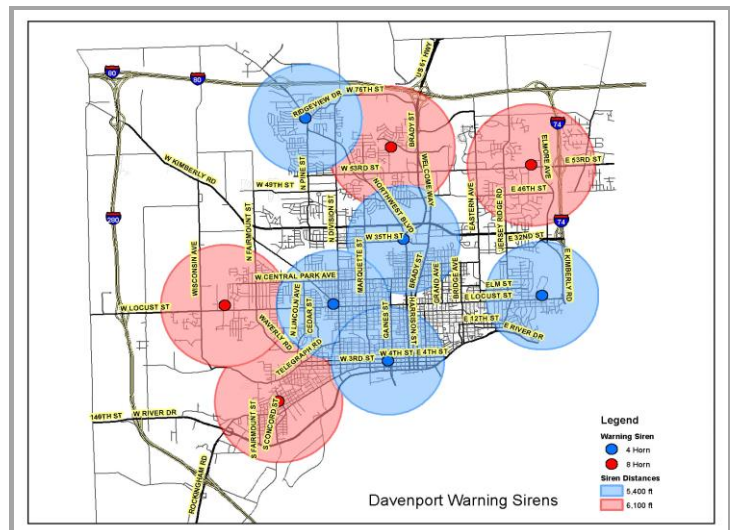 80
80
W 76TH ST
RIDGEVIEW DR
US 61 HWY
BRADY ST
WELCOME WAY
W KIMBERLY RD
N PINE ST
W 53RD ST
74
ELMORE AVE
E 53RD ST
W 49TH ST
E 46TH ST
NORTHWEST BLVD
EASTERN AVE
JERSEY RIDGE RD
280
N FAIRMOUNT ST
N DIVISION ST
74
W 35TH ST
E 32ND ST
WISCONSIN AVE
MARQUETTE ST
BRADY ST
E KIMBERLY RD
W CENTRAL PARK AVE
GRAND AVE
BRIDGE AVE
ELM ST
W LOCUST ST
E LOCUST ST
N LINCOLN AVE
CEDAR ST
GAINES ST
HARRISON ST
E 12TH ST
E RIVER DR
WAVERLY RD
TELEGRAPH RD
W 3RD ST
W 4TH ST
E 4TH ST
149TH ST
W RIVER DR
S FAIRMOUNT ST
S CONCORD ST
ROCKINGHAM RD
Legend
Warning Siren
4 Horn
8 Horn
Siren Distances
5,400 ft
6,100 ft
Davenport Warning Sirens